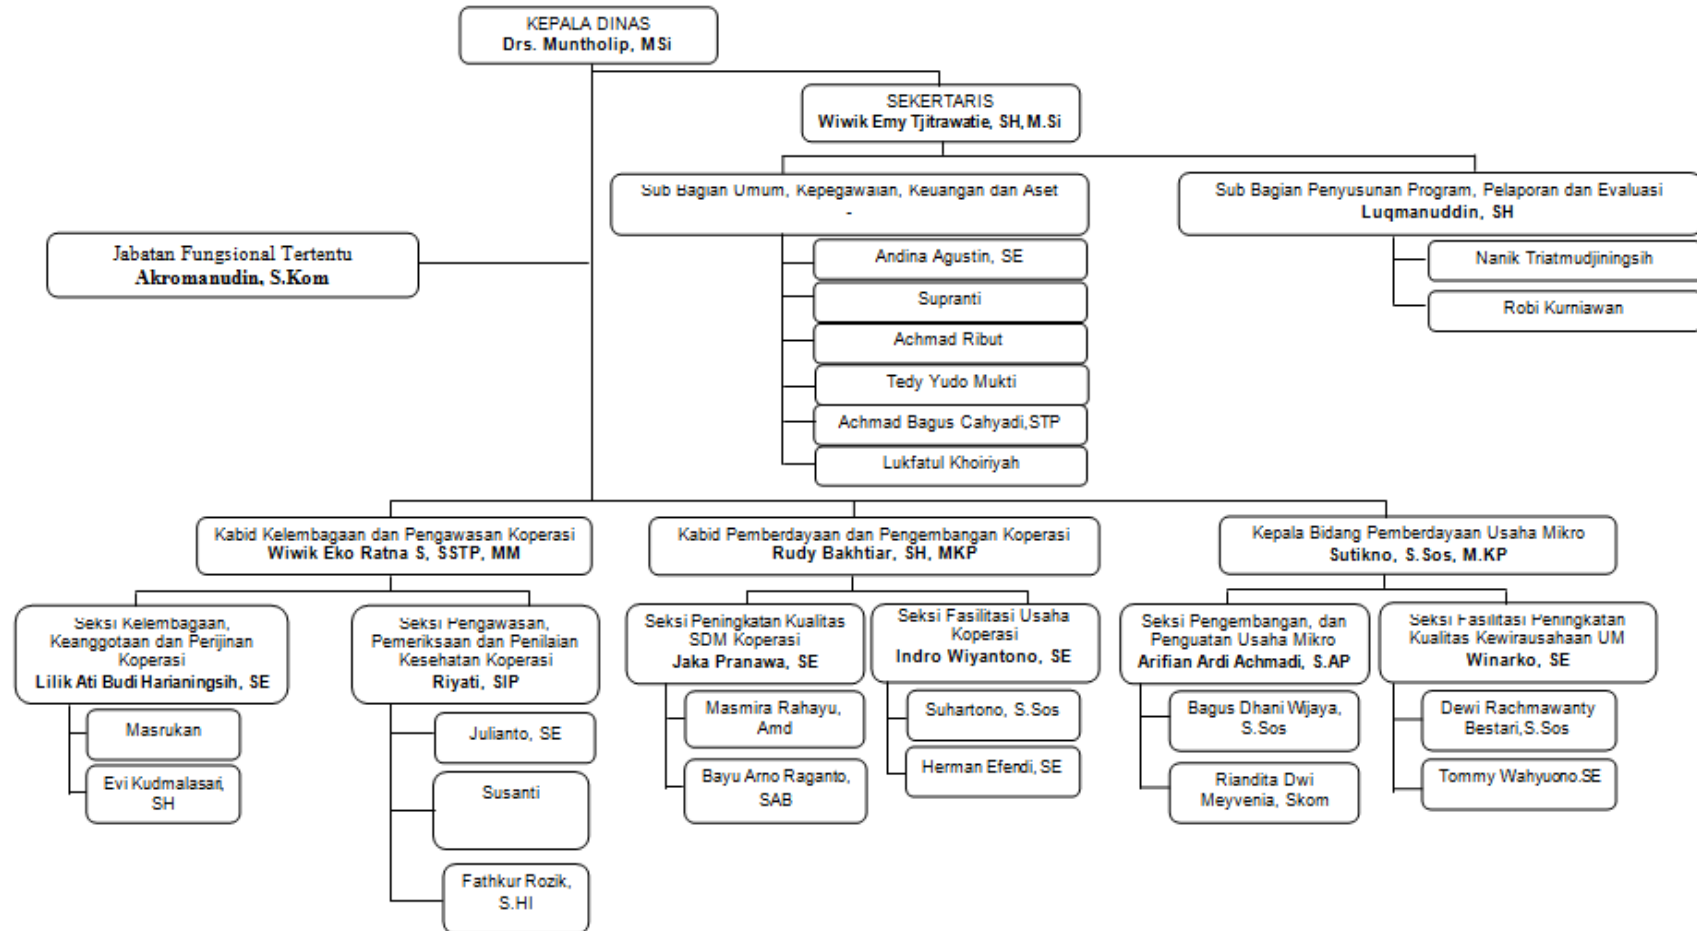 KEPALA DINAS
Drs. Muntholip, MSi
SEKERTARIS
Wiwik Emy Tjitrawatie, SH, M.Si
Sub Bagian Umum, Kepegawaian, Keuangan dan Aset
-
Sub Bagian Penyusunan Program, Pelaporan dan Evaluasi
Luqmanuddin, SH
Jabatan Fungsional Tertentu
Akromanudin, S.Kom
Andina Agustin, SE
Supranti
Achmad Ribut
Tedy Yudo Mukti
Achmad Bagus Cahyadi,STP
Lukfatul Khoiriyah
Nanik Triatmudjiningsih
Robi Kurniawan
Kabid Kelembagaan dan Pengawasan Koperasi
Wiwik Eko Ratna S, SSTP, MM
Kabid Pemberdayaan dan Pengembangan Koperasi
Rudy Bakhtiar, SH, MKP
Kepala Bidang Pemberdayaan Usaha Mikro
Sutikno, S.Sos, M.KP
Seksi Kelembagaan,
Keanggotaan dan Perijinan
Koperasi
Lilik Ati Budi Harianingsih, SE
Masrukan
Evi Kudmalasari,
SH
Seksi Pengawasan,
Pemeriksaan dan Penilaian
Kesehatan Koperasi
Riyati, SIP
Julianto, SE
Susanti
Fathkur Rozik,
S.HI
Seksi Peningkatan Kualitas
SDM Koperasi
Jaka Pranawa, SE
Masmira Rahayu,
Amd
Bayu Arno Raganto,
SAB
Seksi Fasilitasi Usaha
Koperasi
Indro Wiyantono, SE
Suhartono, S.Sos
Herman Efendi, SE
Seksi Pengembangan, dan
Penguatan Usaha Mikro
Arifian Ardi Achmadi, S.AP
Bagus Dhani Wijaya,
S.Sos
Riandita Dwi
Meyvenia, Skom
Seksi Fasilitasi Peningkatan
Kualitas Kewirausahaan UM
Winarko, SE
Dewi Rachmawanty
Bestari,S.Sos
Tommy Wahyuono.SE